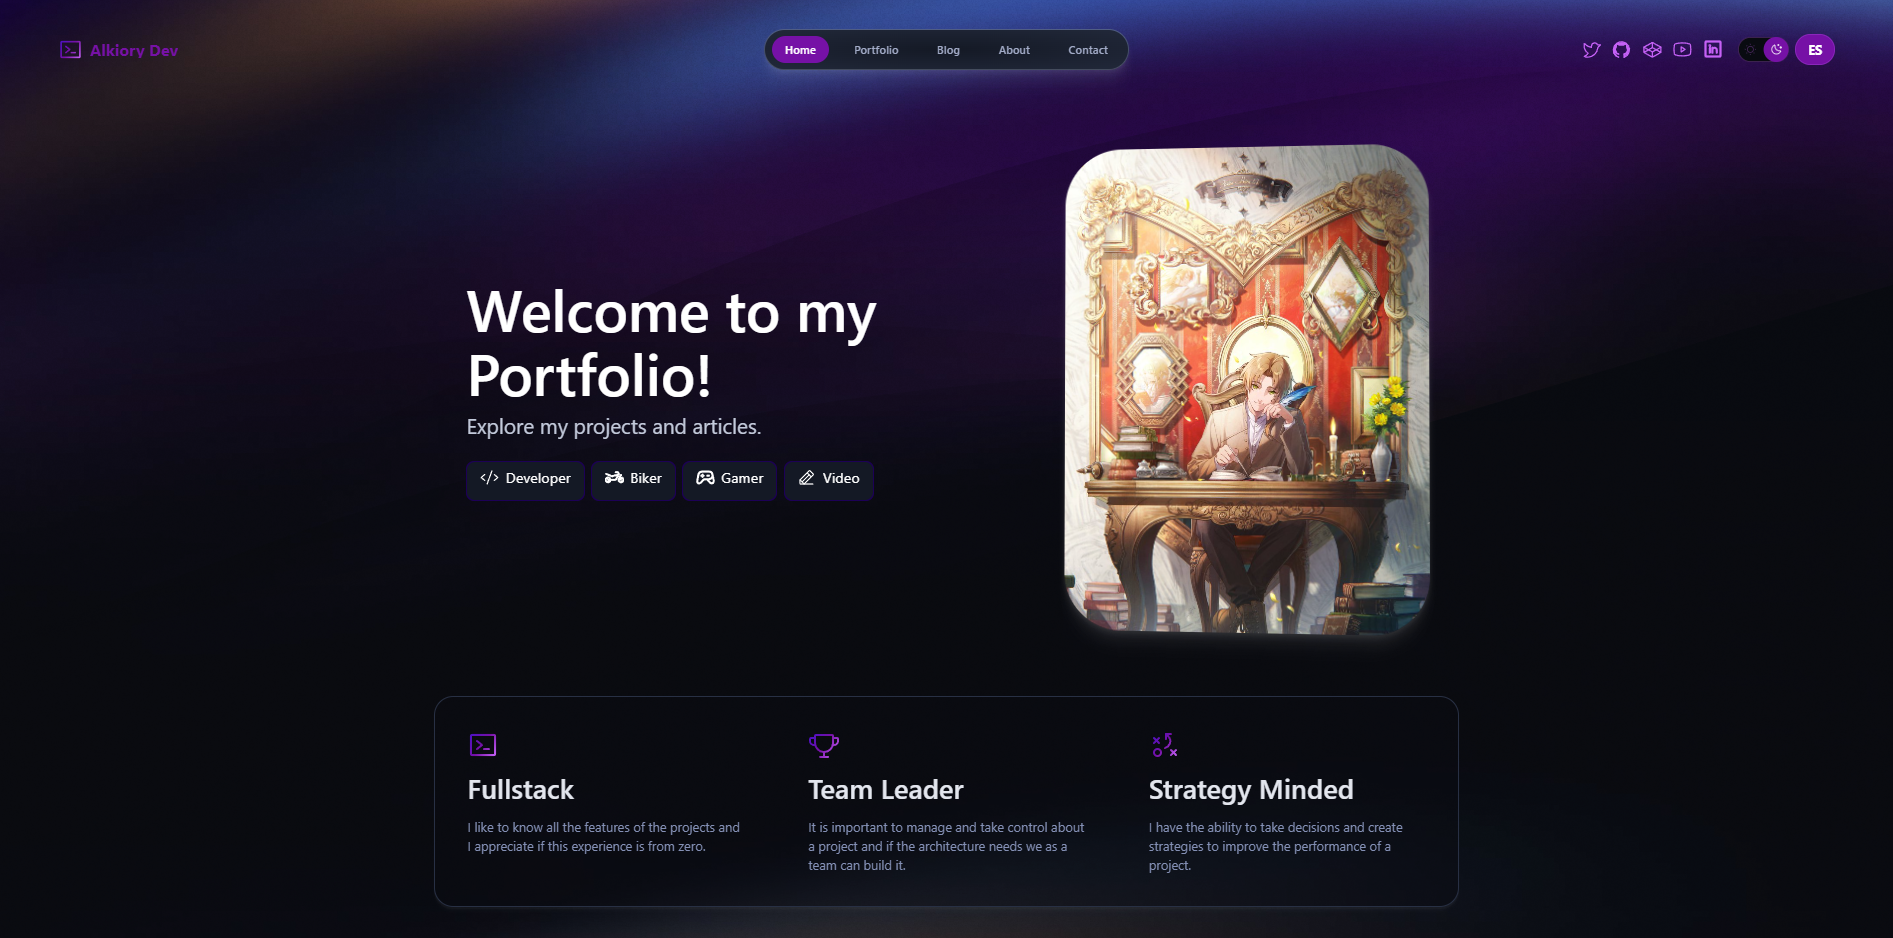 Alkiory Dev
Home
Portfolio
Blog
About
Contact
ES
Welcome to my
Portfolio!
Explore my projects and articles.
Developer
Biker
Gamer
Video
Fullstack
I like to know all the features of the projects and
I appreciate if this experience is from zero.
Team Leader
It is important to manage and take control about
a project and if the architecture needs we as a
team can build it.
Strategy Minded
I have the ability to take decisions and create
strategies to improve the performance of a
project.